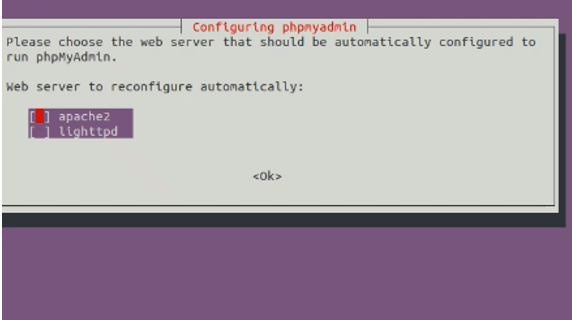 Configuring phpmyadmin
Please choose the web server that should be automatically configured to
run phpMyAdmin.
Web server to reconfigure automatically:
[ ] apache2
[ ] lighttpd
<Ok>